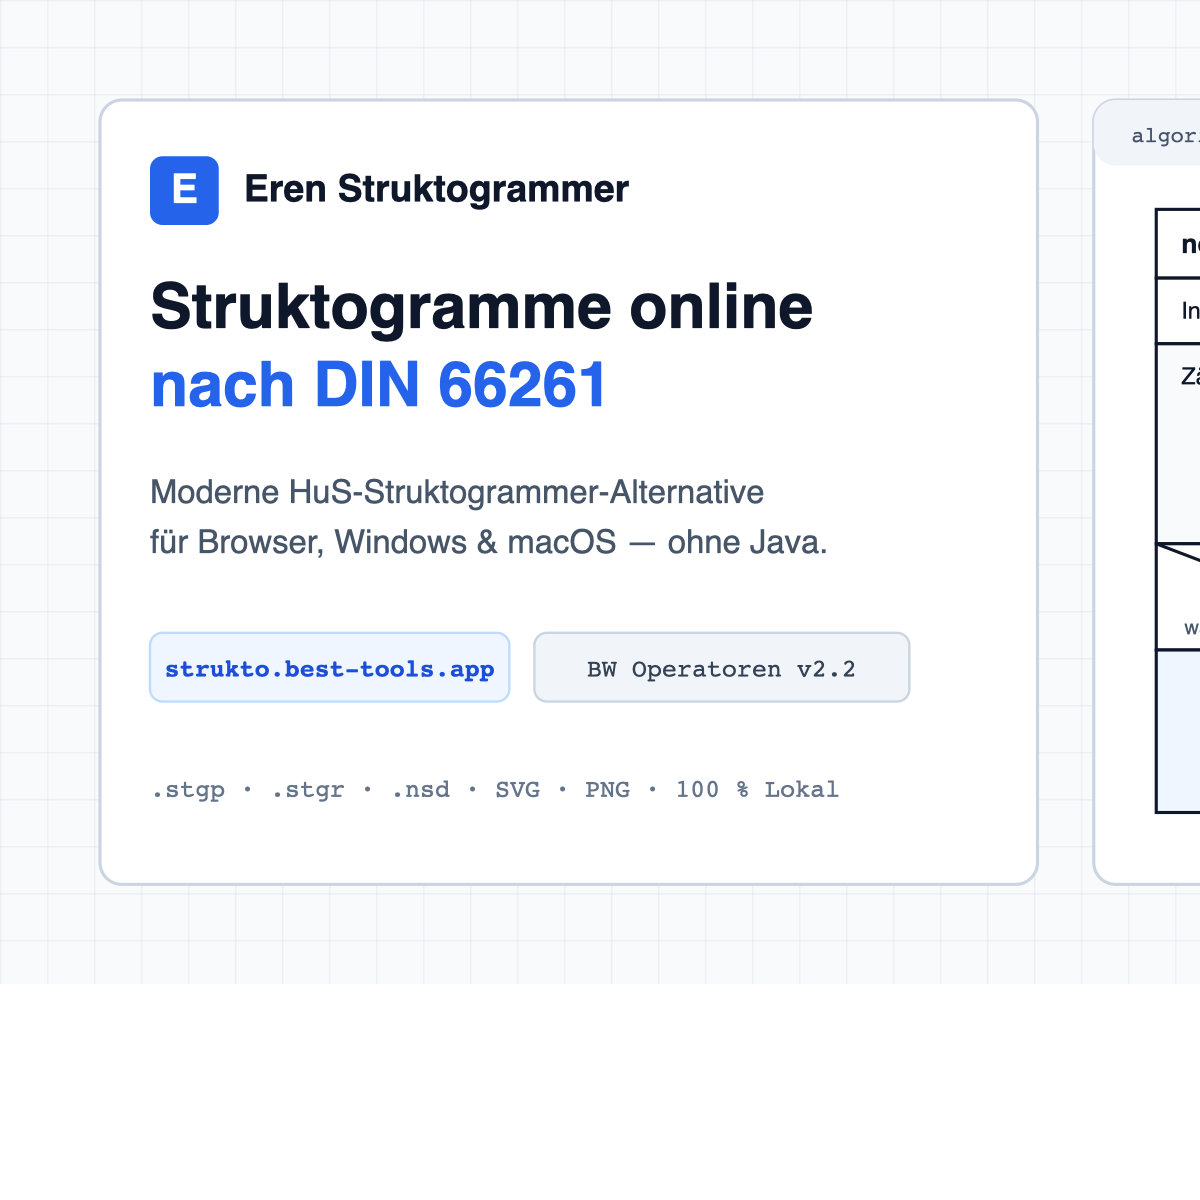 E
Eren Struktogrammer
Struktogramme online
nach DIN 66261
Moderne HuS-Struktogrammer-Alternative
für Browser, Windows & macOS — ohne Java.
strukto.best-tools.app
BW Operatoren v2.2
.stgp · .stgr · .nsd · SVG · PNG · 100 % Lokal